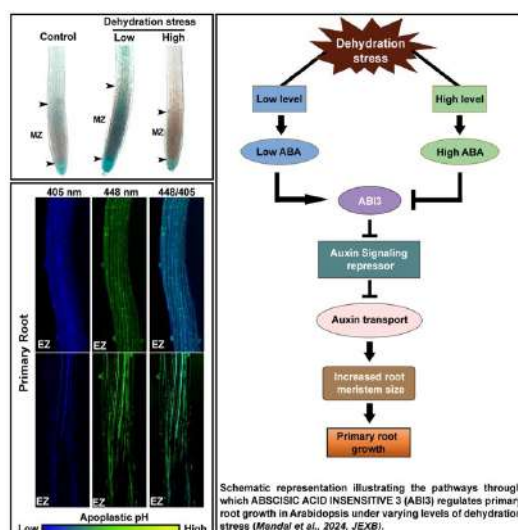 Dehydration stress
Control
Low
High
MZ
MZ
405 nm
448 nm
448/405
Primary Root
EZ
EZ
EZ
EZ
EZ
EZ
Apoplastic pH
Low
High
Dehydration
stress
Low level
High level
Low ABA
High ABA
ABI3
Auxin Signaling
repressor
Auxin transport
Increased root
meristem size
Primary root
growth
Schematic representation illustrating the pathways through
which ABSCISIC ACID INSENSITIVE 3 (ABI3) regulates primary
root growth in Arabidopsis under varying levels of dehydration
stress (Mandal et al., 2024, JEXB).